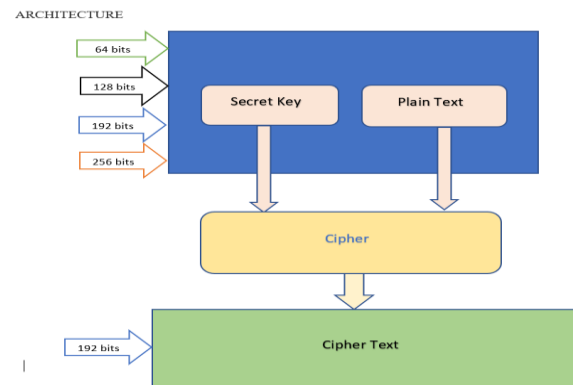 ARCHITECTURE
64 bits
128 bits
Secret Key
Plain Text
192 bits
256 bits
Cipher
192 bits
Cipher Text